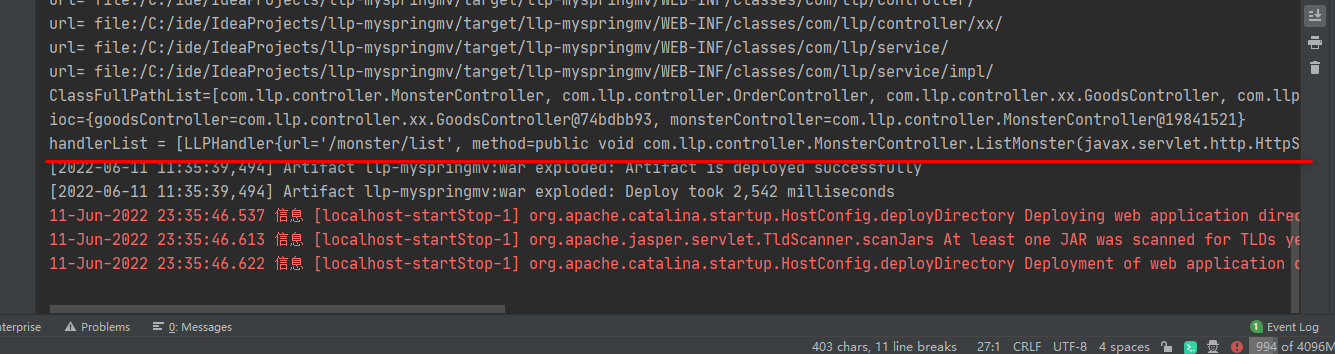 url= file:/C:/ide/IdeaProjects/llp-myspringmv/target/llp-myspringmv/WEB-INF/classes/com/llp/controller/
url= file:/C:/ide/IdeaProjects/llp-myspringmv/target/llp-myspringmv/WEB-INF/classes/com/llp/controller/xx/
url= file:/C:/ide/IdeaProjects/llp-myspringmv/target/llp-myspringmv/WEB-INF/classes/com/llp/service/
url= file:/C:/ide/IdeaProjects/llp-myspringmv/target/llp-myspringmv/WEB-INF/classes/com/llp/service/impl/
ClassFullPathList=[com.llp.controller.MonsterController, com.llp.controller.OrderController, com.llp.controller.xx.GoodsController, com.llp
ioc={goodsController=com.llp.controller.xx.GoodsController@74bdbb93, monsterController=com.llp.controller.MonsterController@19841521}
handlerList = [LLPHandler{url='/monster/list', method=public void com.llp.controller.MonsterController.ListMonster(javax.servlet.http.HttpS
[2022-06-11 11:35:39,494] Artifact llp-myspringmv:war exploded: Artifact is deployed successfully
[2022-06-11 11:35:39,494] Artifact llp-myspringmv:war exploded: Deploy took 2,542 milliseconds
11-Jun-2022 23:35:46.537 信息 [localhost-startStop-1] org.apache.catalina.startup.HostConfig.deployDirectory Deploying web application direc
11-Jun-2022 23:35:46.613 信息 [localhost-startStop-1] org.apache.jasper.servlet.TldScanner.scanJars At least one JAR was scanned for TLDs ye
11-Jun-2022 23:35:46.622 信息 [localhost-startStop-1] org.apache.catalina.startup.HostConfig.deployDirectory Deployment of web application d
nterprise Problems 0: Messages 1 Event Log
403 chars, 11 line breaks 27:1 CRLF UTF-8 4 spaces 994 of 4096M